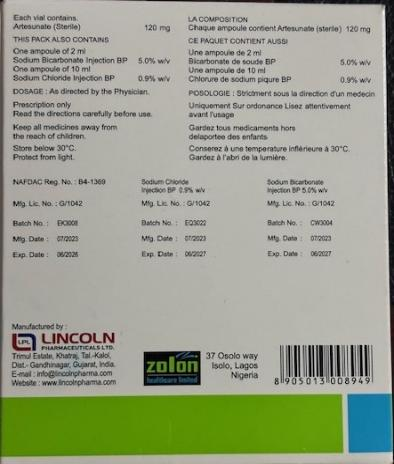 Each vial contains.
Artesunate (Sterile) 120 mg
THIS PACK ALSO CONTAINS
One ampoule of 2 ml
Sodium Bicarbonate Injection BP 5.0% w/v
One ampoule of 10 ml
Sodium Chloride Injection BP 0.9% w/v
DOSAGE : As directed by the Physician.
Prescription only
Read the directions carefully before use.
Keep all medicines away from
the reach of children.
Store below 30°C.
Protect from light.
LA COMPOSITION
Chaque ampoule contient Artesunate (sterile) 120 mg
CE PAQUET CONTIENT AUSSI
Une ampoule de 2 ml
Bicarbonate de soude BP 5.0% w/v
Une ampoule de 10 ml
Chlorure de sodium piqure BP 0.9% w/v
POSOLOGIE : Strictment sous la direction d'un medecin
Uniquement Sur ordonnance Lisez attentivement
avant l'usage
Gardez tous medicaments hors
delaportee des enfants
Conserez à une temperature inflèrieure à 30°C.
Gardez a l'abri de la lumière.
NAFDAC Reg. No. : B4-1369
Mfg. Lic. No. : G/1042
Batch No. : EK3008
Mfg. Date : 07/2023
Exp. Date : 06/2026
Sodium Chloride
Injection BP 0.9% w/v
Mfg. Lic. No. : G/1042
Batch No. : EQ3022
Mfg. Date : 07/2023
Exp. Date : 06/2027
Sodium Bicarbonate
Injection BP 5.0% w/v
Mfg. Lic. No. : G/1042
Batch No. : CW3004
Mfg. Date : 07/2023
Exp. Date : 06/2027
Manufactured by :
LPL LINCOLN
PHARMACEUTICALS LTD.
Trimul Estate, Khatraj, Tal.-Kalol,
Dist.- Gandhinagar, Gujarat, India.
E-mail : info@lincolnpharma.com
Website : www.lincolnpharma.com
zolon
healthcare limited
37 Osolo way
Isolo, Lagos
Nigeria
8 905013 008949